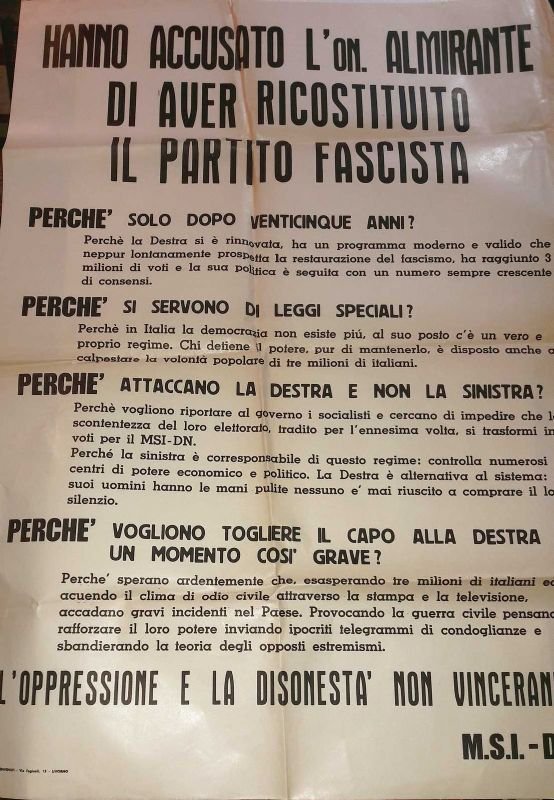 HANNO ACCUSATO L'ON. ALMIRANTE
DI AVER RICOSTITUITO
IL PARTITO FASCISTA
PERCHE' SOLO DOPO VENTICINQUE ANNI?
Perchè la Destra si è rinnovata, ha un programma moderno e valido che
neppur lontanamente prospetta la restaurazione del fascismo, ha raggiunto 3
milioni di voti e la sua politica è seguita con un numero sempre crescente
di consensi.
PERCHE' SI SERVONO DI LEGGI SPECIALI?
Perchè in Italia la democrazia non esiste piú, al suo posto c'è un vero e
proprio regime. Chi detiene il potere, pur di mantenerlo, è disposto anche a
calpestare la volontà popolare di tre milioni di italiani.
PERCHE' ATTACCANO LA DESTRA E NON LA SINISTRA?
Perchè vogliono riportare al governo i socialisti e cercano di impedire che l
scontentezza del loro elettorato, tradito per l'ennesima volta, si trasformi in
voti per il MSI-DN.
Perché la sinistra è corresponsabile di questo regime: controlla numerosi
centri di potere economico e politico. La Destra è alternativa al sistema:
suoi uomini hanno le mani pulite nessuno e' mai riuscito a comprare il lo
silenzio.
PERCHE' VOGLIONO TOGLIERE IL CAPO ALLA DESTRA
UN MOMENTO COSI' GRAVE?
Perche' sperano ardentemente che, esasperando tre milioni di italiani ed
acuendo il clima di odio civile attraverso la stampa e la televisione,
accadano gravi incidenti nel Paese. Provocando la guerra civile pensano
rafforzare il loro potere inviando ipocriti telegrammi di condoglianze e
sbandierando la teoria degli opposti estremismi.
L'OPPRESSIONE E LA DISONESTA' NON VINCERAN
M.S.I. - D
- LIVORNO